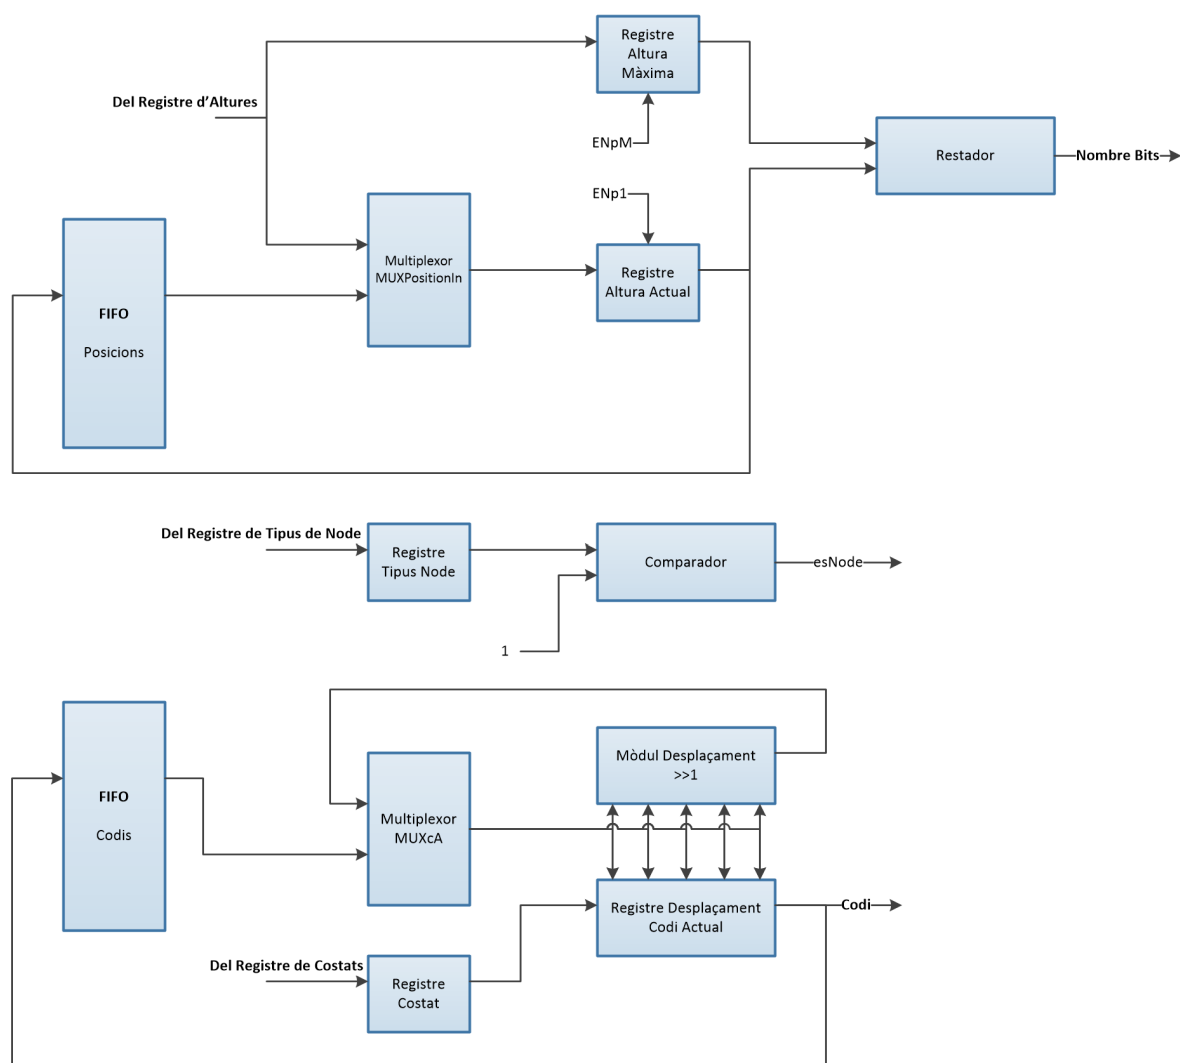 Registre
Altura
Màxima
Del Registre d'Altures
ENpM
Restador
Nombre Bits
ENp1
Multiplexor
MUXPositionIn
Registre
Altura Actual
FIFO
Posicions
Del Registre de Tipus de Node
Registre
Tipus Node
Comparador
esNode
1
FIFO
Codis
Multiplexor
MUXcA
Mòdul Desplaçament
>>1
Registre Desplaçament
Codi Actual
Codi
Del Registre de Costats
Registre
Costat